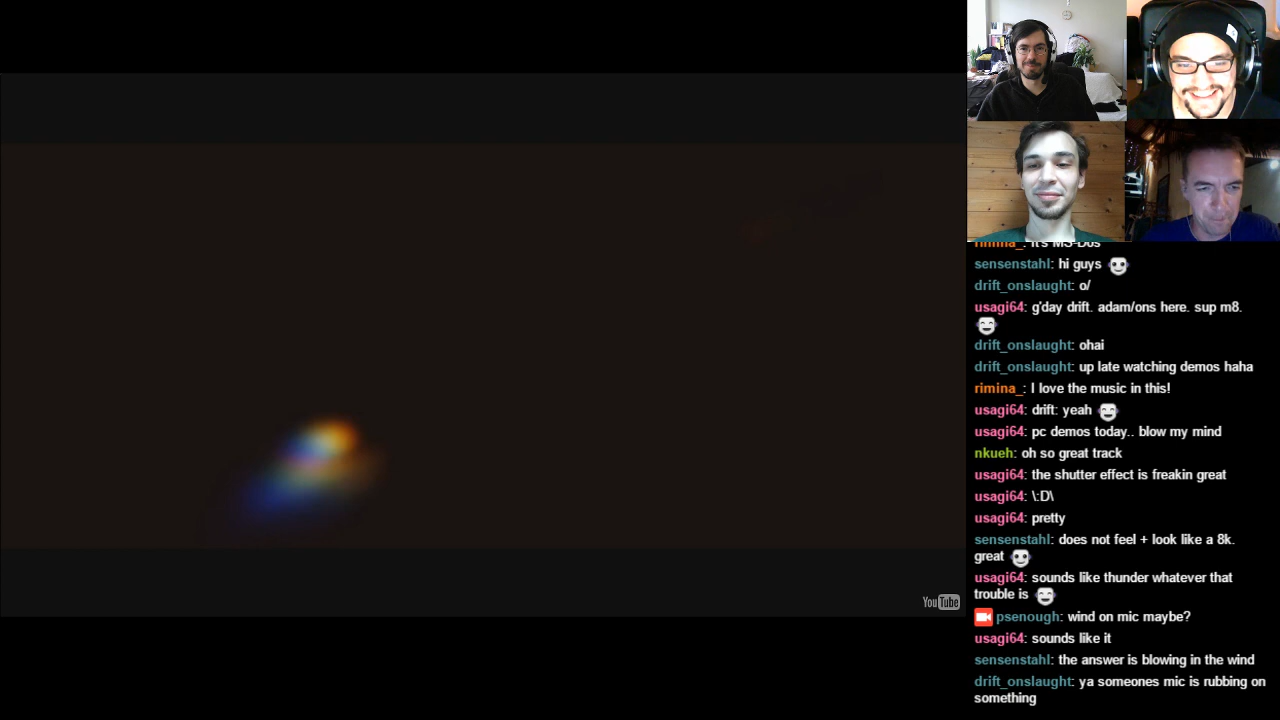 rimina_: it's MS-Dos
sensenstahl: hi guys
drift_onslaught: o/
usagi64: g'day drift. adam/ons here. sup m8.
drift_onslaught: ohai
drift_onslaught: up late watching demos haha
rimina_: I love the music in this!
usagi64: drift: yeah
usagi64: pc demos today.. blow my mind
nkueh: oh so great track
usagi64: the shutter effect is freakin great
usagi64: \:D\
usagi64: pretty
sensenstahl: does not feel + look like a 8k.
great
usagi64: sounds like thunder whatever that
trouble is
psenough: wind on mic maybe?
usagi64: sounds like it
sensenstahl: the answer is blowing in the wind
drift_onslaught: ya someones mic is rubbing on
something
YouTube